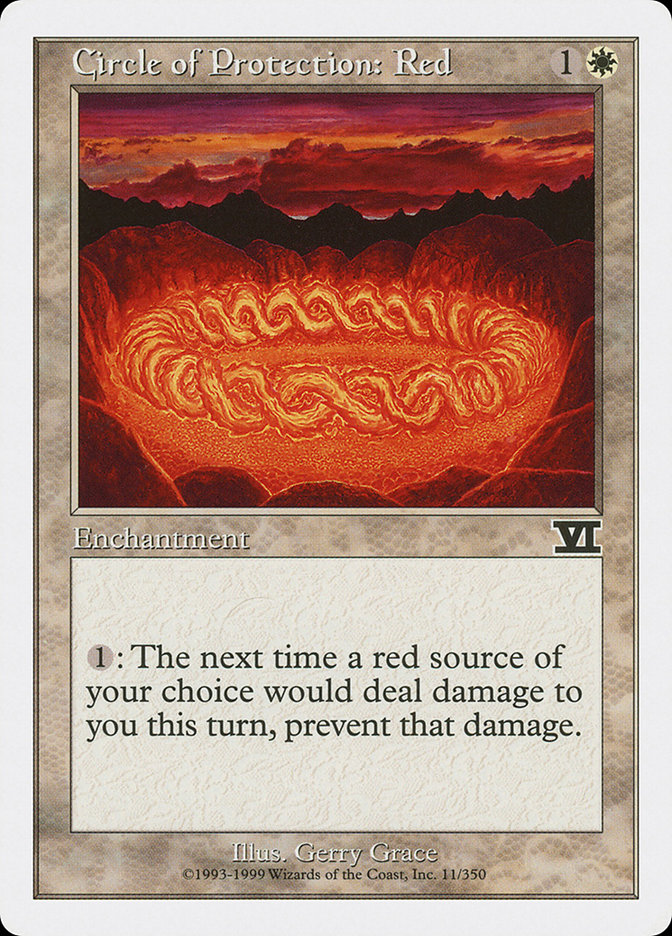 Circle of Protection: Red 1
Enchantment VI
1: The next time a red source of
your choice would deal damage to
you this turn, prevent that damage.
Illus. Gerry Grace
©1993-1999 Wizards of the Coast, Inc. 11/350